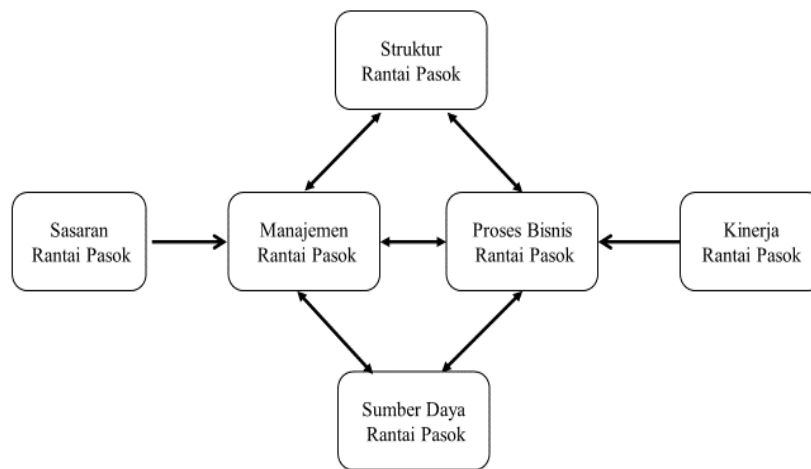 Struktur
Rantai Pasok
Sasaran
Rantai Pasok
Manajemen
Rantai Pasok
Proses Bisnis
Rantai Pasok
Kinerja
Rantai Pasok
Sumber Daya
Rantai Pasok